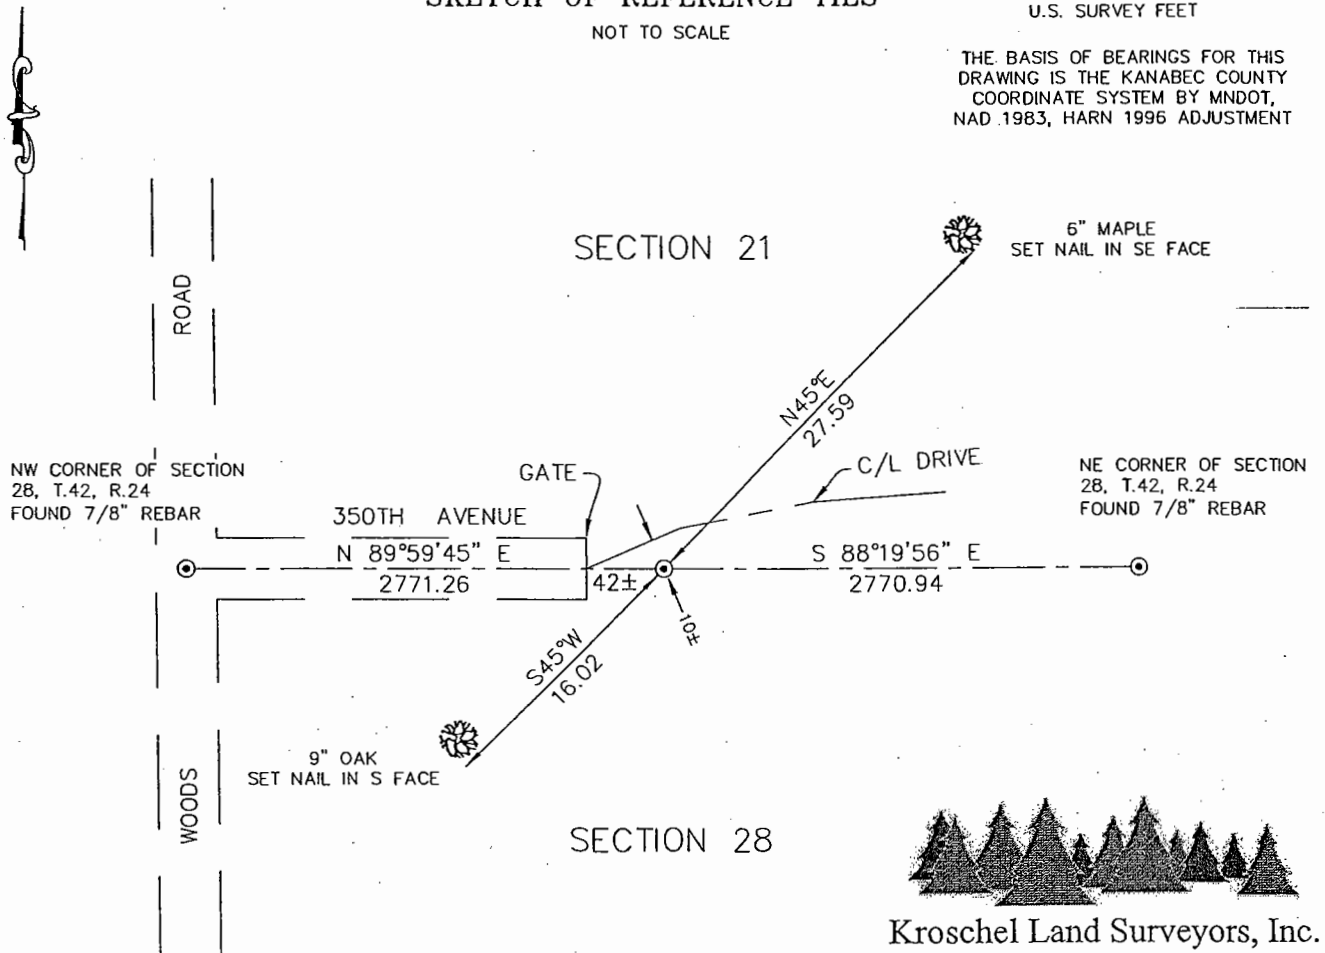 SKETCH OF REFERENCE TIES
NOT TO SCALE
U.S. SURVEY FEET
THE BASIS OF BEARINGS FOR THIS
DRAWING IS THE KANABEC COUNTY
COORDINATE SYSTEM BY MNDOT,
NAD 1983, HARN 1996 ADJUSTMENT
SECTION 21
6" MAPLE
SET NAIL IN SE FACE
ROAD
N45°E
27.59
NW CORNER OF SECTION
28, T.42, R.24
FOUND 7/8" REBAR
GATE
C/L DRIVE
NE CORNER OF SECTION
28, T.42, R.24
FOUND 7/8" REBAR
350TH AVENUE
N 89°59'45" E
2771.26
42±
S 88°19'56" E
2770.94
10±
S45°W
16.02
9" OAK
SET NAIL IN S FACE
WOODS
SECTION 28
Kroschel Land Surveyors, Inc.